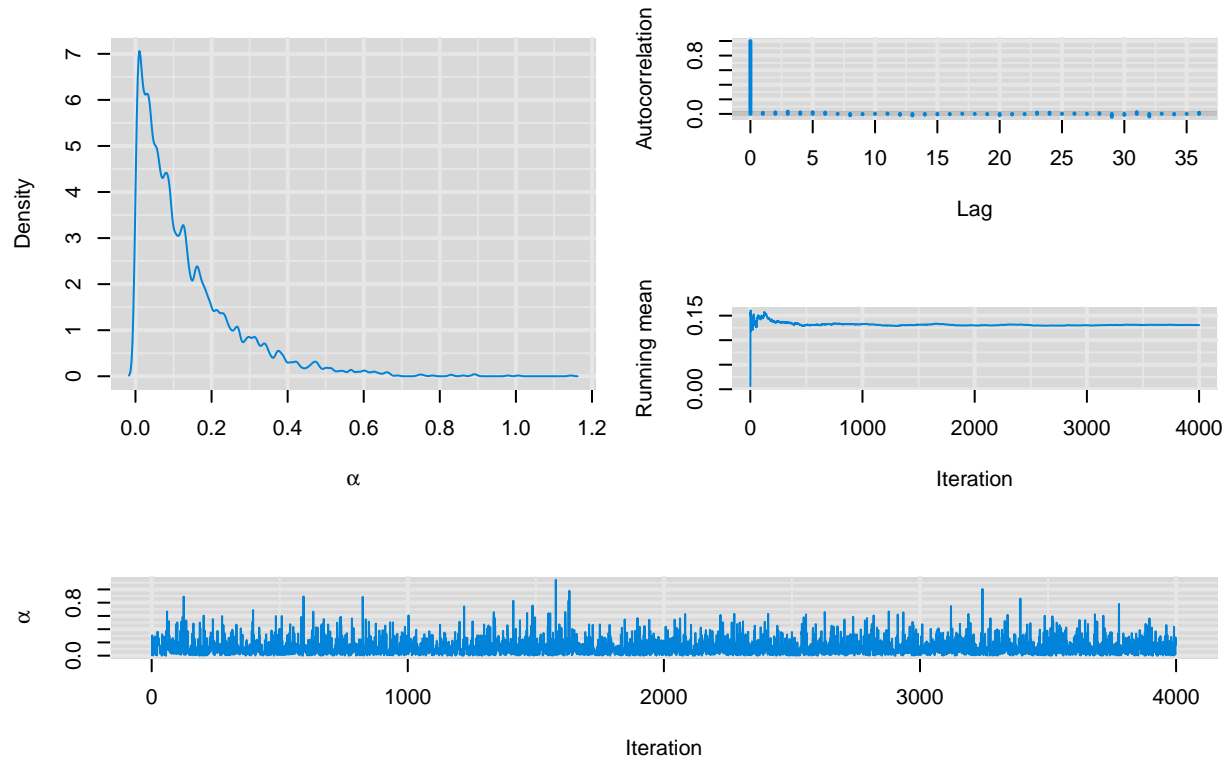 Density
0
1
2
3
4
5
6
7
0.0 0.2 0.4 0.6 0.8 1.0 1.2
α
Autocorrelation
0.0 0.8
0 5 10 15 20 25 30 35
Lag
Running mean
0.00 0.15
0 1000 2000 3000 4000
Iteration
α
0.0 0.8
0 1000 2000 3000 4000
Iteration